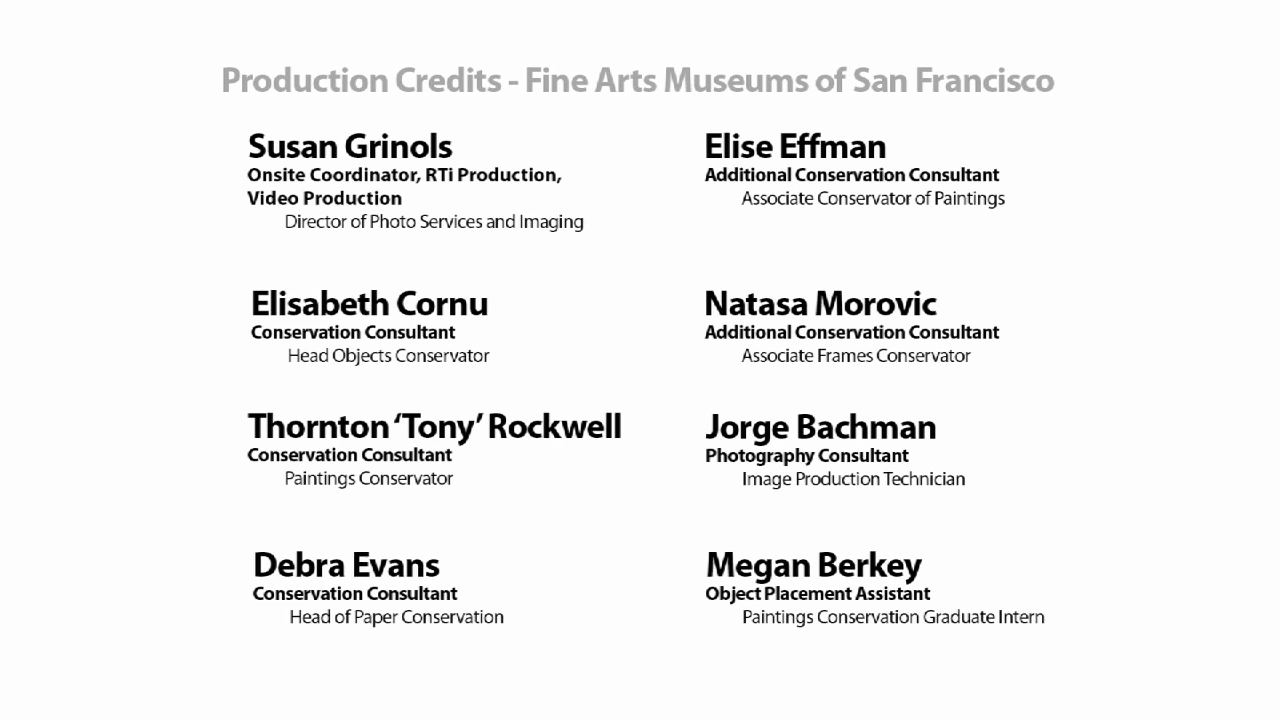 Production Credits - Fine Arts Museums of San Francisco
Susan Grinols
Onsite Coordinator, RTi Production,
Video Production
Director of Photo Services and Imaging
Elisabeth Cornu
Conservation Consultant
Head Objects Conservator
Thornton ‘Tony’ Rockwell
Conservation Consultant
Paintings Conservator
Debra Evans
Conservation Consultant
Head of Paper Conservation
Elise Effman
Additional Conservation Consultant
Associate Conservator of Paintings
Natasa Morovic
Additional Conservation Consultant
Associate Frames Conservator
Jorge Bachman
Photography Consultant
Image Production Technician
Megan Berkey
Object Placement Assistant
Paintings Conservation Graduate Intern